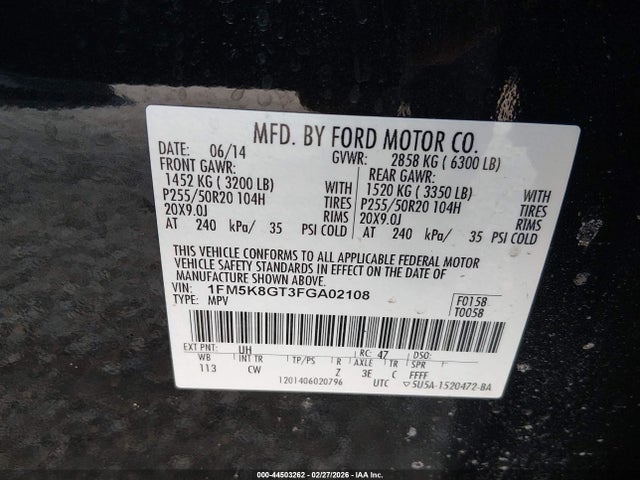 MFD. BY FORD MOTOR CO.
DATE: 06/14 GVWR: 2858 KG ( 6300 LB)
FRONT GAWR: REAR GAWR:
1452 KG ( 3200 LB) WITH 1520 KG ( 3350 LB) WITH
P255/50R20 104H TIRES P255/50R20 104H TIRES
20X9.0J RIMS 20X9.0J RIMS
AT 240 kPa/ 35 PSI COLD AT 240 kPa/ 35 PSI COLD
THIS VEHICLE CONFORMS TO ALL APPLICABLE FEDERAL MOTOR
VEHICLE SAFETY STANDARDS IN EFFECT ON THE DATE OF
MANUFACTURE SHOWN ABOVE.
VIN: 1FM5K8GT3FGA02108 F0158
TYPE: MPV T0058
EXT PNT: UH RC: 47 DSO:
WB INT TR TP/PS R AXLE TR SPR
113 CW Z 3E C FFFF
1201406020796 UTC 5U5A-1520472-BA
000-44503262 - 02/27/2026 - IAA Inc.